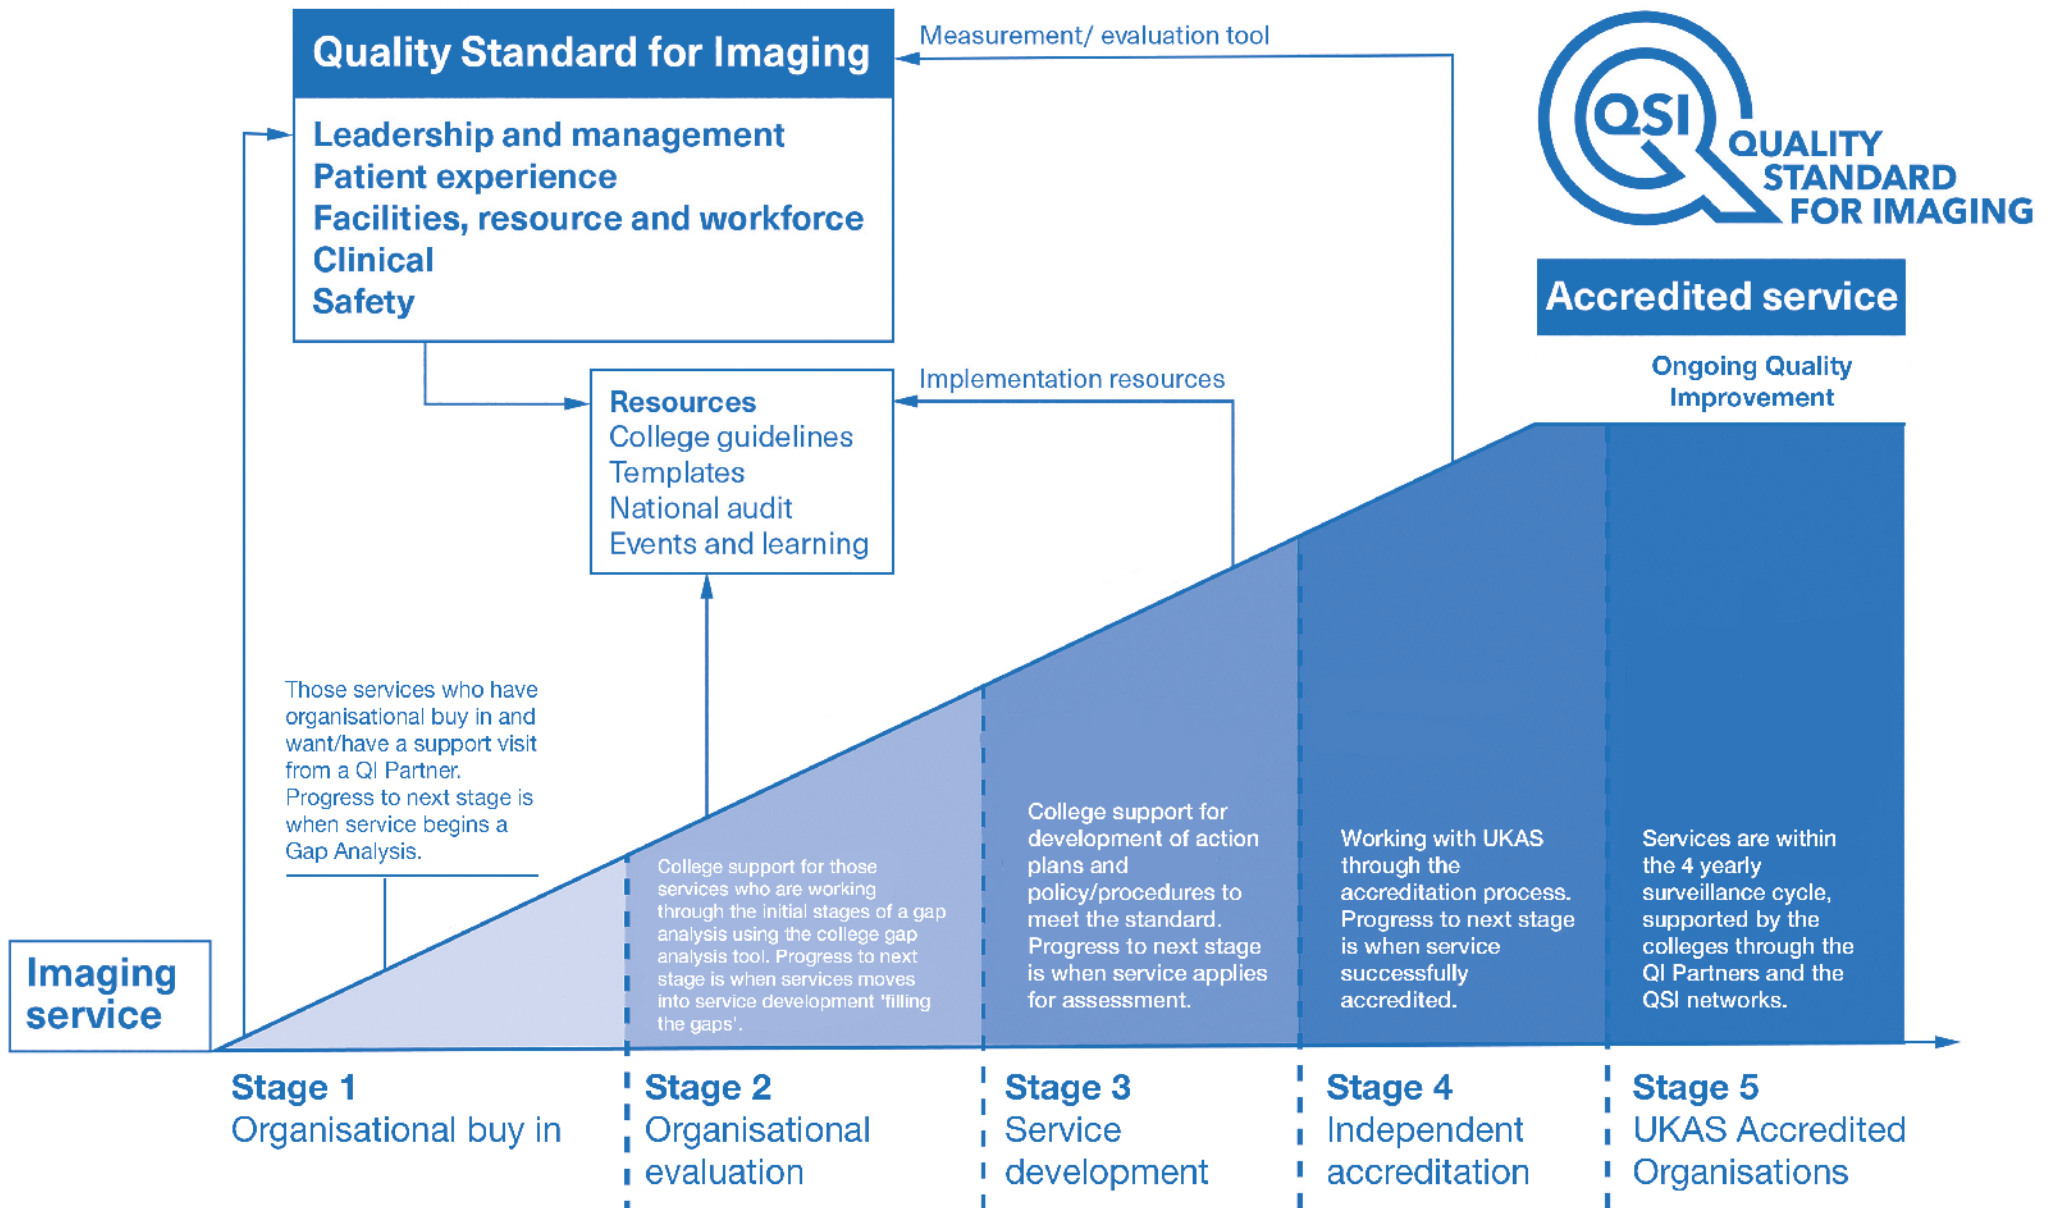 Quality Standard for Imaging
Leadership and management
Patient experience
Facilities, resource and workforce
Clinical
Safety
Measurement/ evaluation tool
QSI
QUALITY
STANDARD
FOR IMAGING
Accredited service
Ongoing Quality
Improvement
Resources
College guidelines
Templates
National audit
Events and learning
Implementation resources
Those services who have
organisational buy in and
want/have a support visit
from a QI Partner.
Progress to next stage is
when service begins a
Gap Analysis.
College support for those
services who are working
through the initial stages of a gap
analysis using the college gap
analysis tool. Progress to next
stage is when services moves
into service development 'filling
the gaps'.
College support for
development of action
plans and
policy/procedures to
meet the standard.
Progress to next stage
is when service applies
for assessment.
Working with UKAS
through the
accreditation process.
Progress to next stage
is when service
successfully
accredited.
Services are within
the 4 yearly
surveillance cycle,
supported by the
colleges through the
QI Partners and the
QSI networks.
Imaging
service
Stage 1
Organisational buy in
Stage 2
Organisational
evaluation
Stage 3
Service
development
Stage 4
Independent
accreditation
Stage 5
UKAS Accredited
Organisations